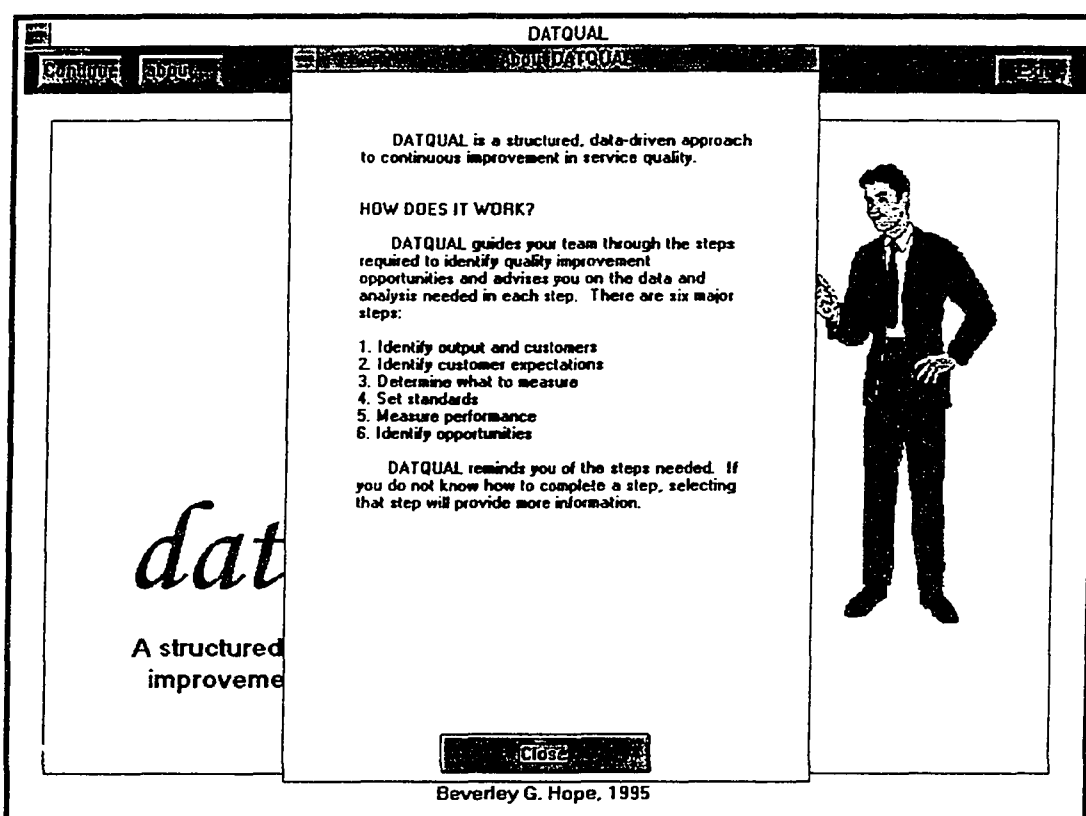 DATQUAL
Continue
About...
About DATQUAL
Exit
DATQUAL is a structured, data-driven approach
to continuous improvement in service quality.
HOW DOES IT WORK?
DATQUAL guides your team through the steps
required to identify quality improvement
opportunities and advises you on the data and
analysis needed in each step. There are six major
steps:
1. Identify output and customers
2. Identify customer expectations
3. Determine what to measure
4. Set standards
5. Measure performance
6. Identify opportunities
DATQUAL reminds you of the steps needed. If
you do not know how to complete a step, selecting
that step will provide more information.
dat
A structured
improveme
Close
Beverley G. Hope, 1995